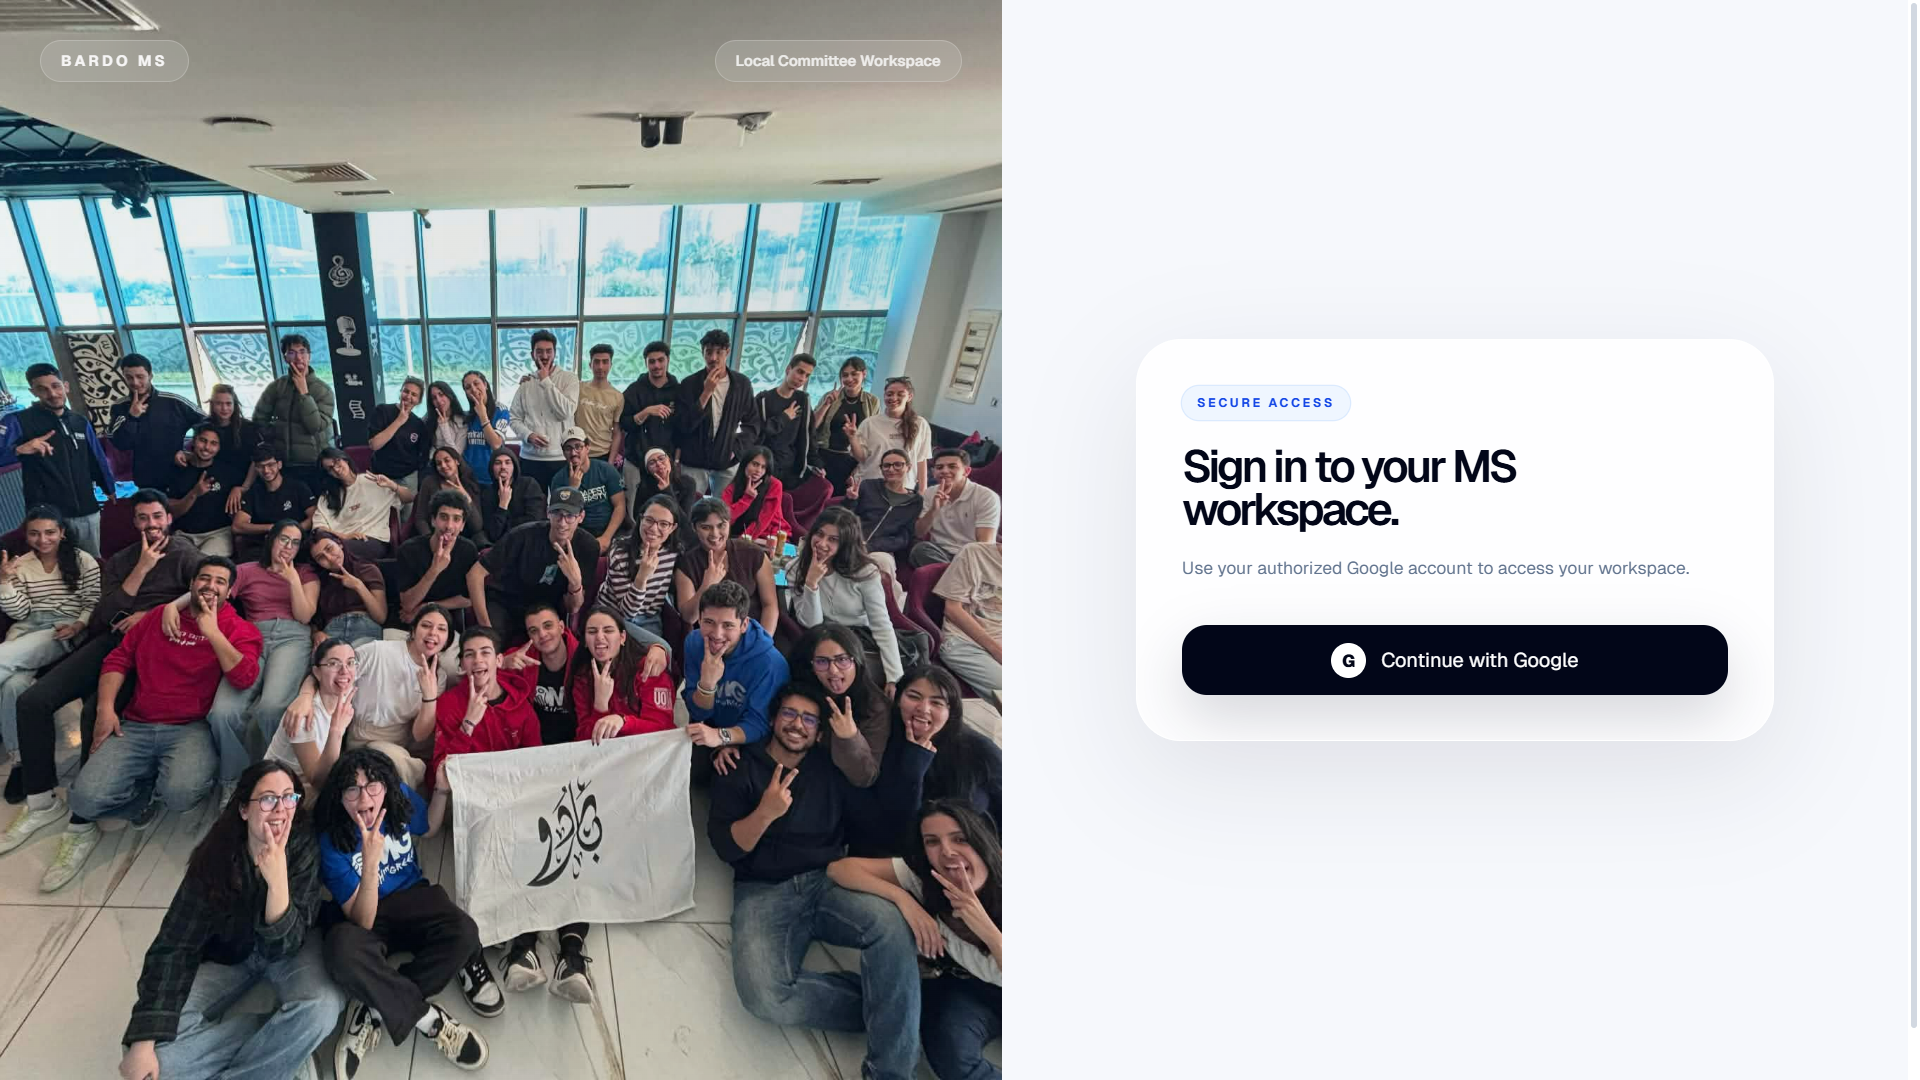 BARDO MS
Local Committee Workspace
باردو
SECURE ACCESS
Sign in to your MS
workspace.
Use your authorized Google account to access your workspace.
G
Continue with Google